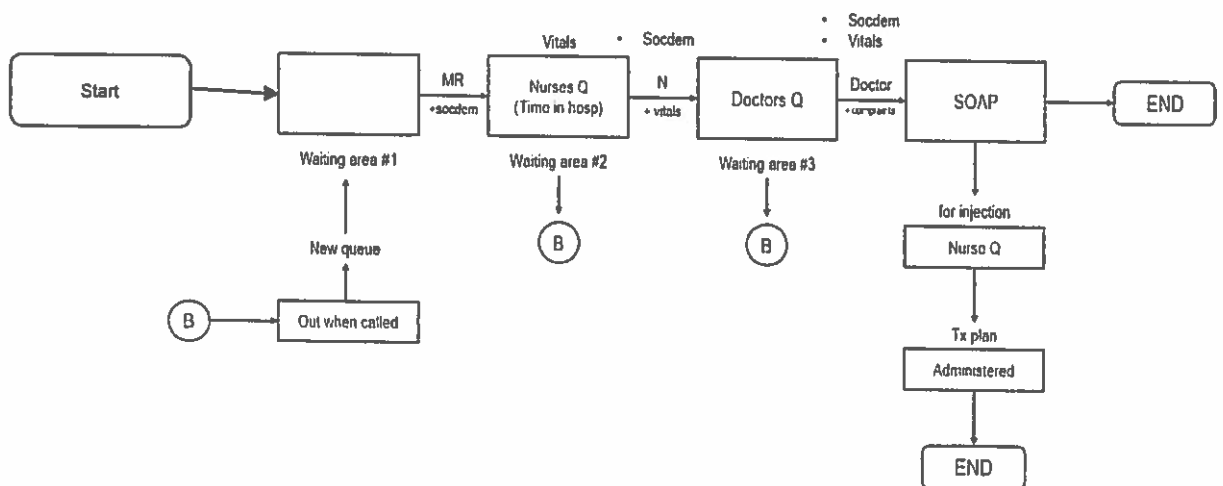 • Socdem
• Vitals
Vitals
• Socdem
Start
MR
+socdem
Nurses Q
(Time in hosp)
N
+ vitals
Doctors Q
Doctor
+complaints
SOAP
END
Waiting area #1
Waiting area #2
Waiting area #3
B
B
for injection
Nurse Q
New queue
B
Out when called
Tx plan
Administered
END